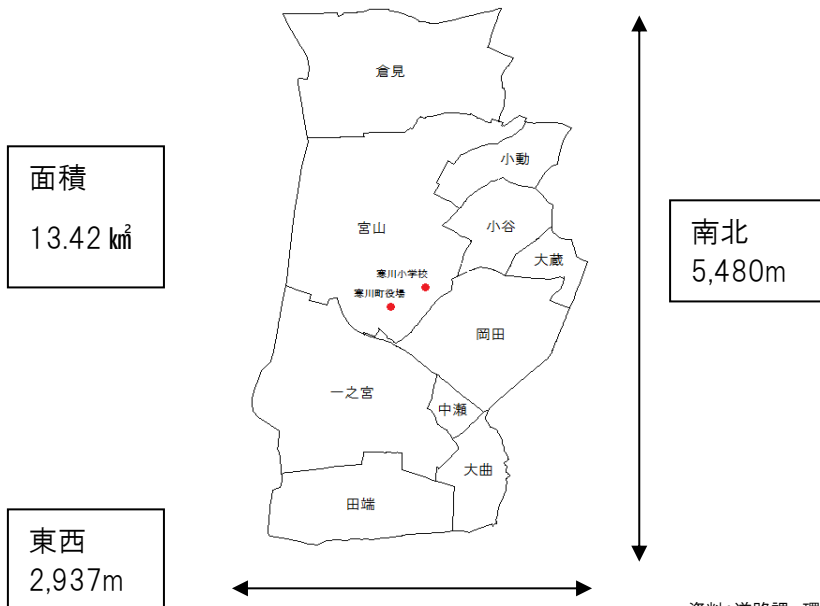 倉見
小動
面積
13.42 k㎡
宮山
小谷
大蔵
南北
5,480m
寒川小学校
寒川町役場
岡田
一之宮
中瀬
大曲
田端
東西
2,937m